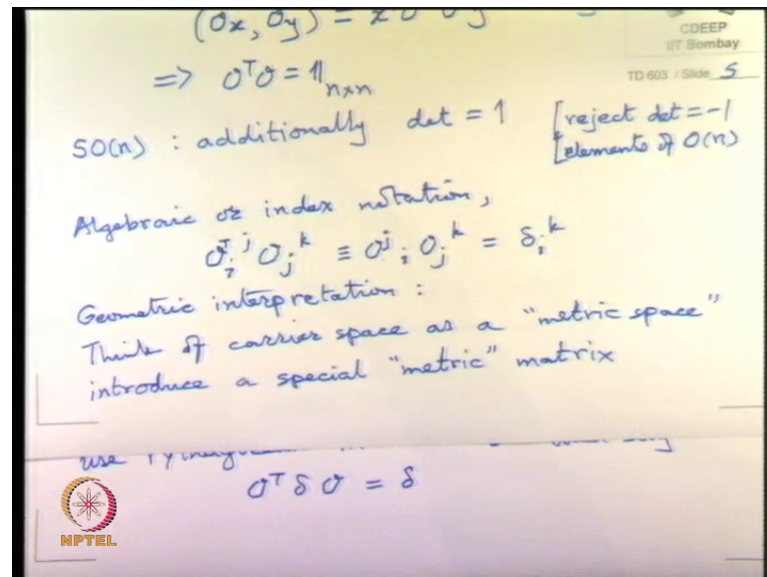 (Ox, Oy) =
CDEEP
IIT Bombay
=> OᵀO = 𝟙ₙₓₙ
TD 603 / Slide 5
SO(n) : additionally det = 1 [reject det = -1
[elements of O(n)
Algebraic or index notation,
Oᵀᵢʲ Oⱼᵏ ≡ Oʲᵢ Oⱼᵏ = δᵢᵏ
Geometric interpretation :
Think of carrier space as a "metric space"
introduce a special "metric" matrix
use
Oᵀ δ O = δ
NPTEL